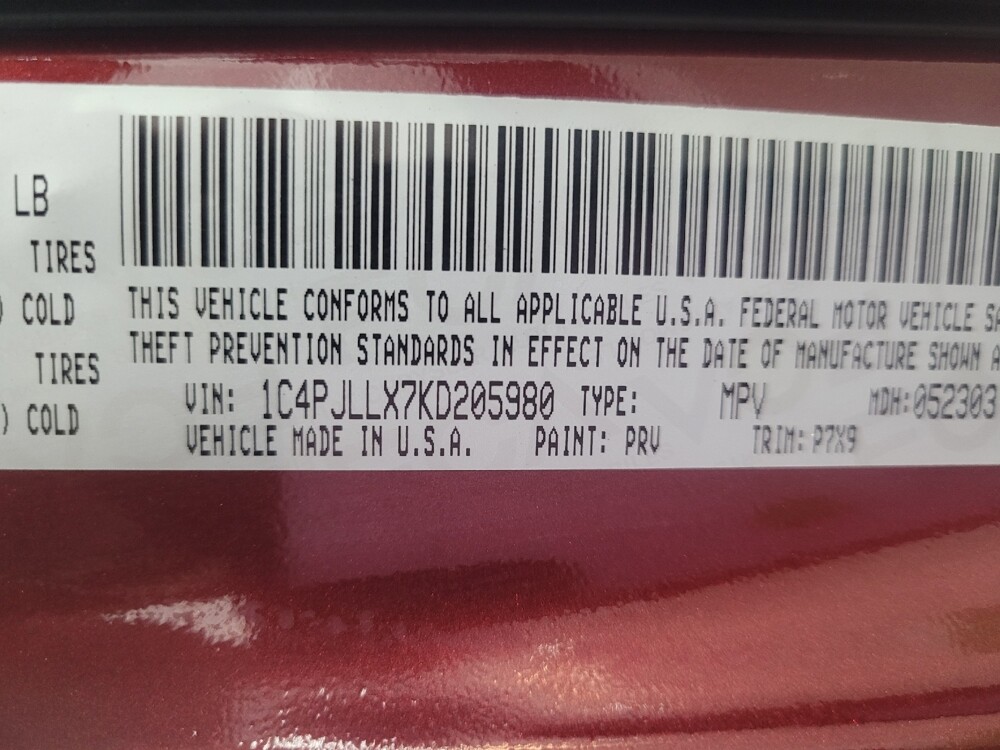 LB
TIRES
) COLD
TIRES
) COLD
THIS VEHICLE CONFORMS TO ALL APPLICABLE U.S.A. FEDERAL MOTOR VEHICLE SA
THEFT PREVENTION STANDARDS IN EFFECT ON THE DATE OF MANUFACTURE SHOWN A
VIN: 1C4PJLLX7KD205980 TYPE: MPV MDH:052303
VEHICLE MADE IN U.S.A. PAINT: PRV TRIM: P7X9